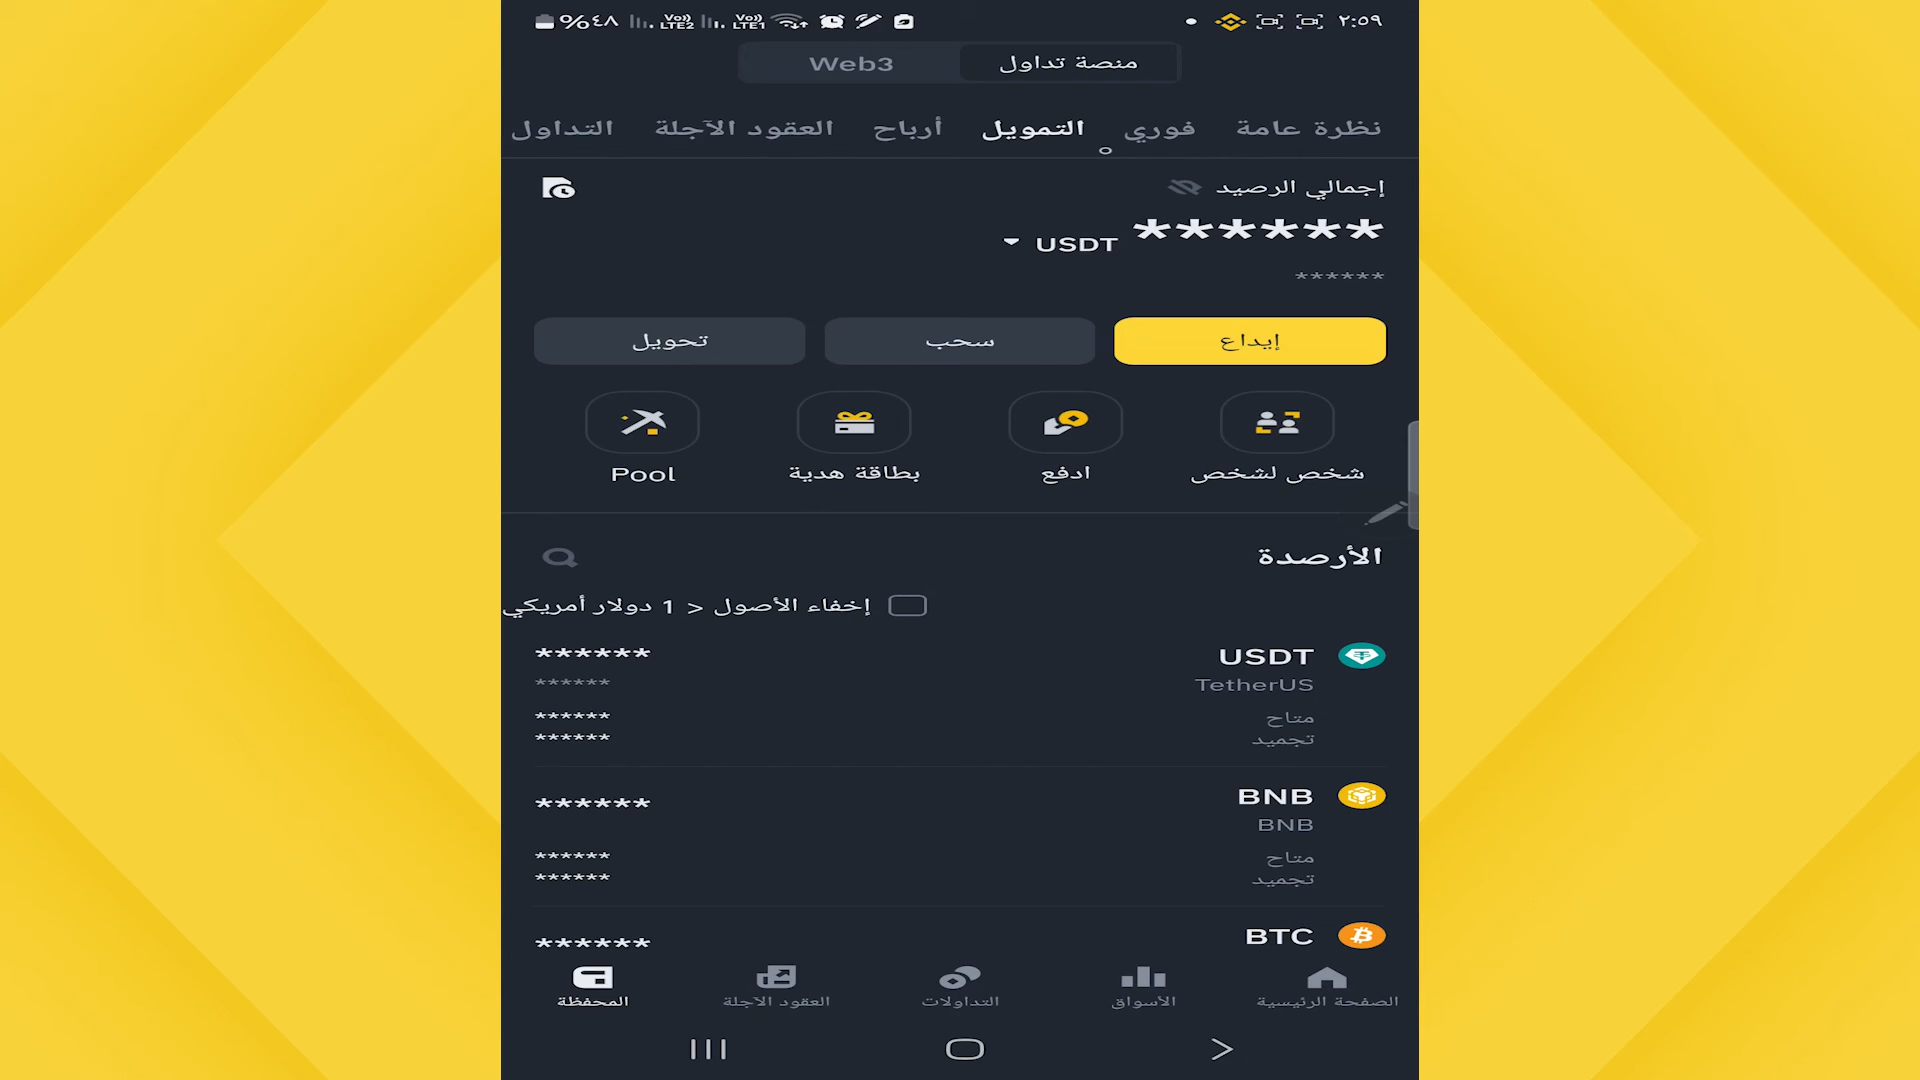 ٢:٥٩ LTE1 LTE2 %٤٨
منصة تداول Web3
نظرة عامة فوري التمويل أرباح العقود الآجلة التداول
إجمالي الرصيد
****** USDT
******
إيداع سحب تحويل
شخص لشخص ادفع بطاقة هدية Pool
الأرصدة
إخفاء الأصول < 1 دولار أمريكي
USDT ******
TetherUS ******
متاح ******
تجميد ******
BNB ******
BNB
متاح ******
تجميد ******
BTC ******
الصفحة الرئيسية الأسواق التداولات العقود الآجلة المحفظة